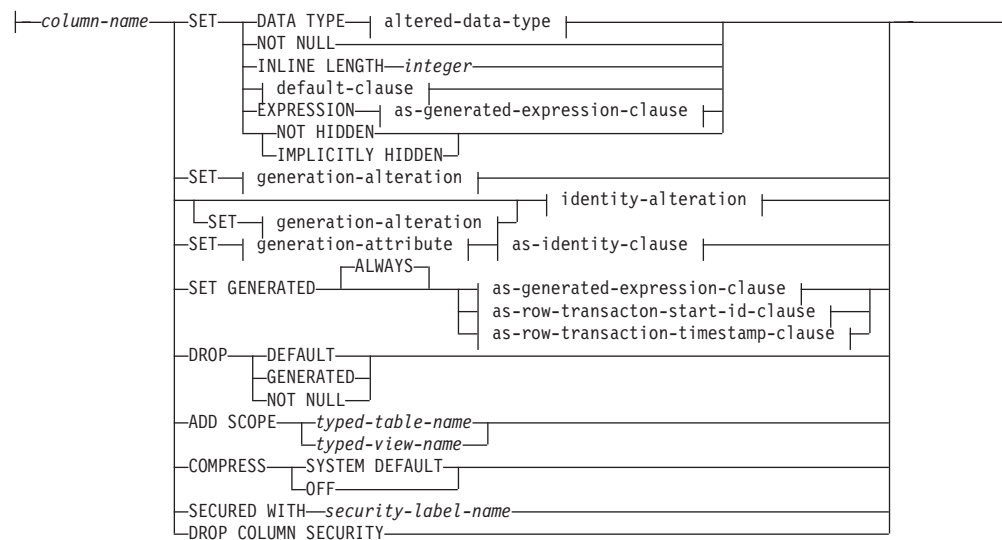 column-name SET DATA TYPE altered-data-type
NOT NULL
INLINE LENGTH integer
default-clause
EXPRESSION as-generated-expression-clause
NOT HIDDEN
IMPLICITLY HIDDEN
SET generation-alteration
identity-alteration
SET generation-alteration
SET generation-attribute as-identity-clause
ALWAYS
SET GENERATED as-generated-expression-clause
as-row-transacton-start-id-clause
as-row-transaction-timestamp-clause
DROP DEFAULT
GENERATED
NOT NULL
ADD SCOPE typed-table-name
typed-view-name
COMPRESS SYSTEM DEFAULT
OFF
SECURED WITH security-label-name
DROP COLUMN SECURITY